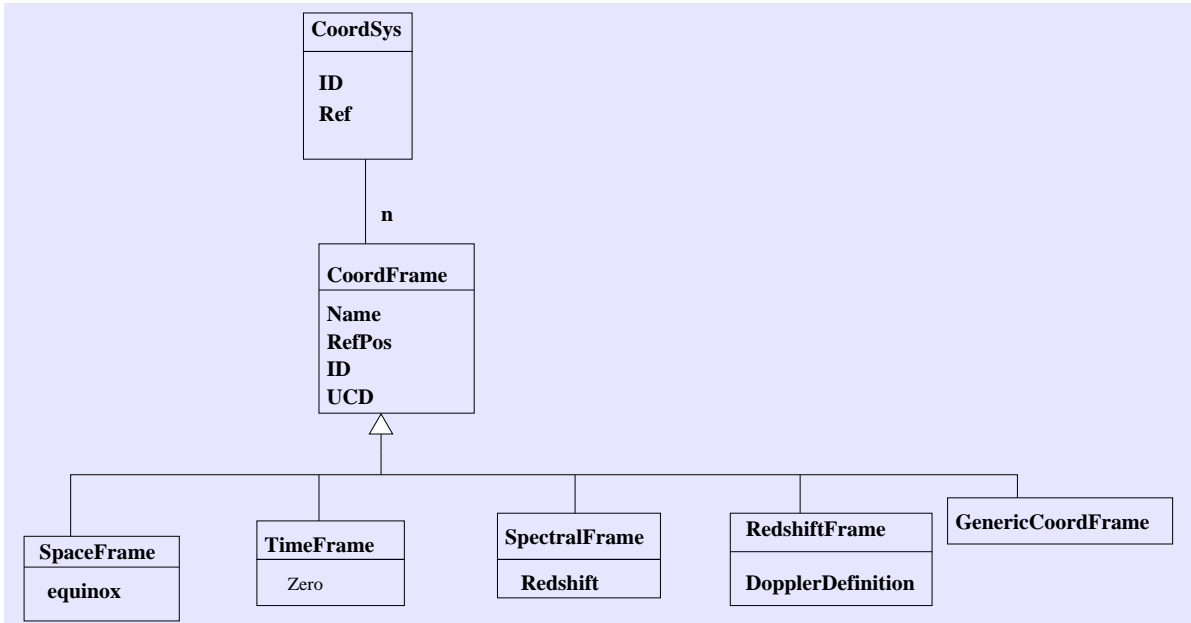 CoordSys
ID
Ref
n
CoordFrame
Name
RefPos
ID
UCD
SpaceFrame
equinox
TimeFrame
Zero
SpectralFrame
Redshift
RedshiftFrame
DopplerDefinition
GenericCoordFrame